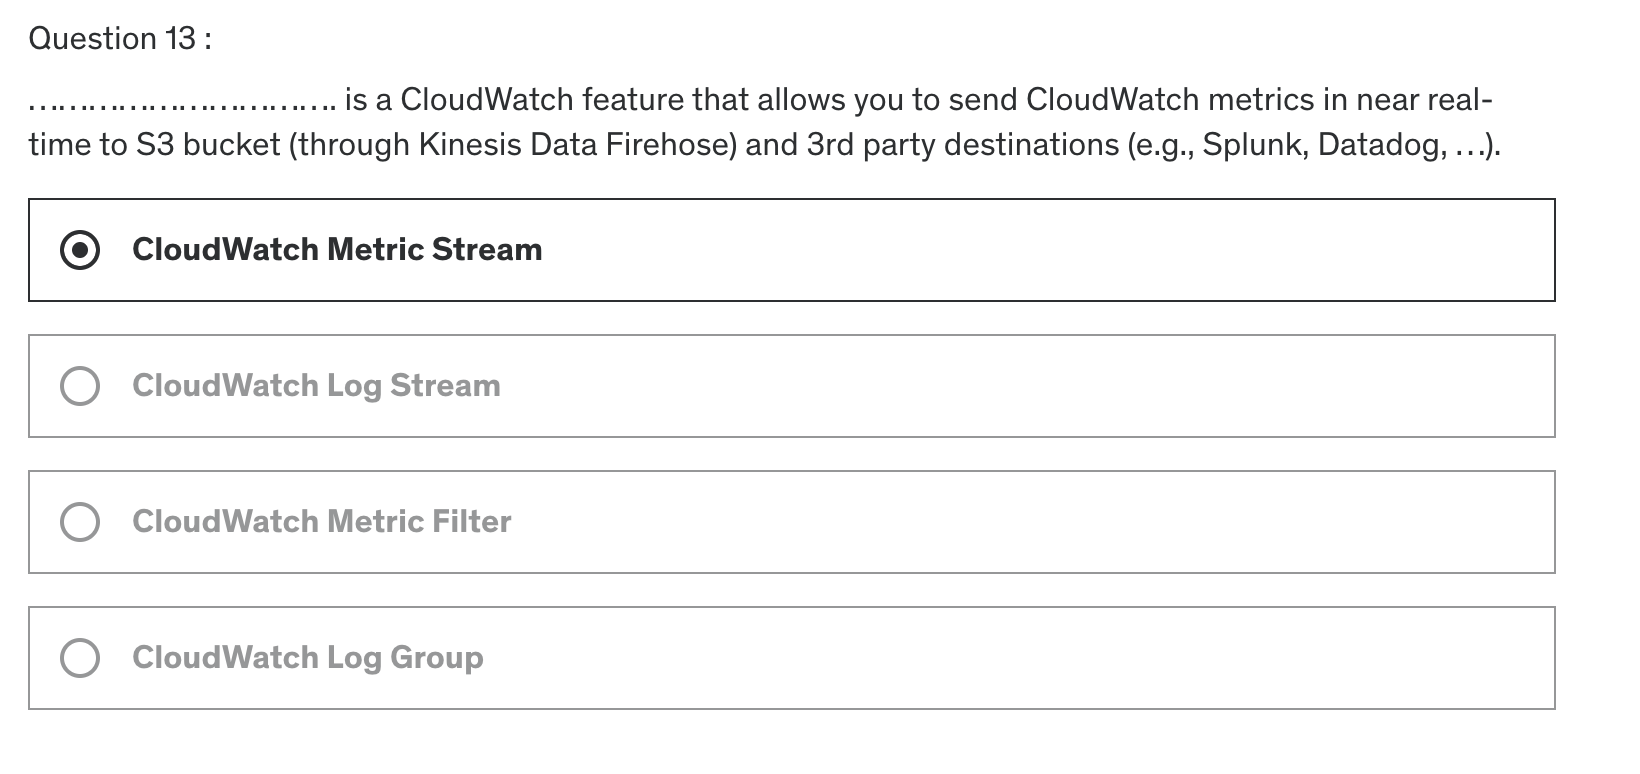 Question 13 :
………………………….. is a CloudWatch feature that allows you to send CloudWatch metrics in near real-
time to S3 bucket (through Kinesis Data Firehose) and 3rd party destinations (e.g., Splunk, Datadog, …).
CloudWatch Metric Stream
CloudWatch Log Stream
CloudWatch Metric Filter
CloudWatch Log Group